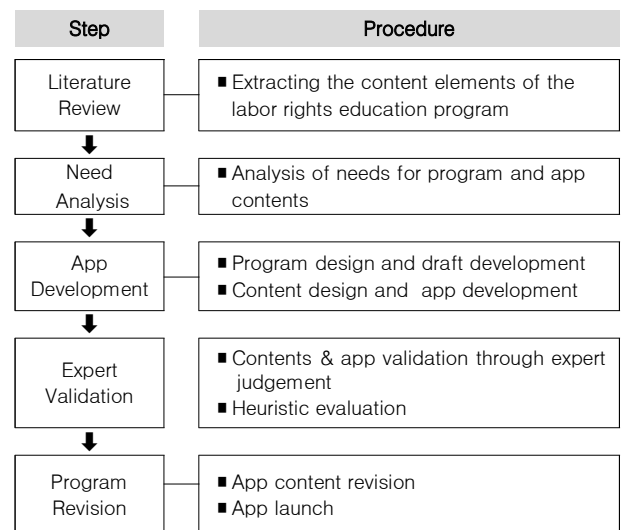 Step
Procedure
Literature
Review
■ Extracting the content elements of the
labor rights education program
Need
Analysis
■ Analysis of needs for program and app
contents
App
Development
■ Program design and draft development
■ Content design and app development
Expert
Validation
■ Contents & app validation through expert
judgement
■ Heuristic evaluation
Program
Revision
■ App content revision
■ App launch